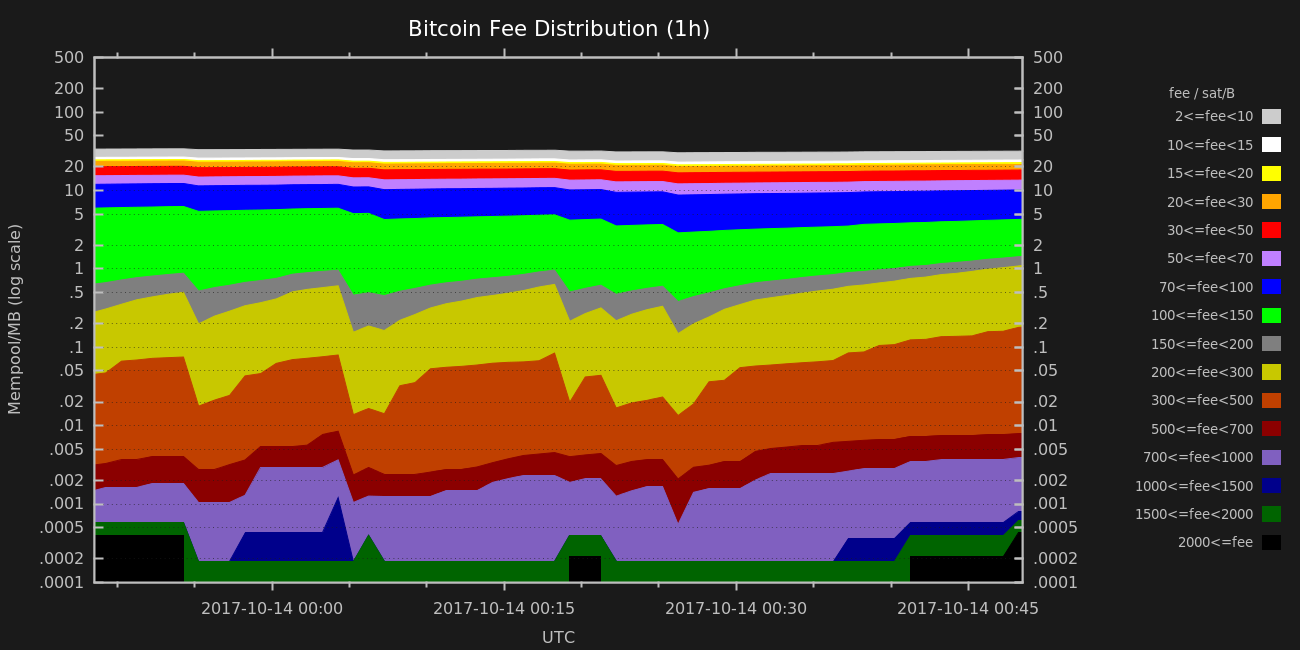 Bitcoin Fee Distribution (1h)
500 500
200 200
100 100
50 50
20 20
10 10
5 5
2 2
1 1
.5 .5
.2 .2
.1 .1
.05 .05
.02 .02
.01 .01
.005 .005
.002 .002
.001 .001
.0005 .0005
.0002 .0002
.0001 .0001
Mempool/MB (log scale)
2017-10-14 00:00 2017-10-14 00:15 2017-10-14 00:30 2017-10-14 00:45
UTC
fee / sat/B
2<=fee<10
10<=fee<15
15<=fee<20
20<=fee<30
30<=fee<50
50<=fee<70
70<=fee<100
100<=fee<150
150<=fee<200
200<=fee<300
300<=fee<500
500<=fee<700
700<=fee<1000
1000<=fee<1500
1500<=fee<2000
2000<=fee